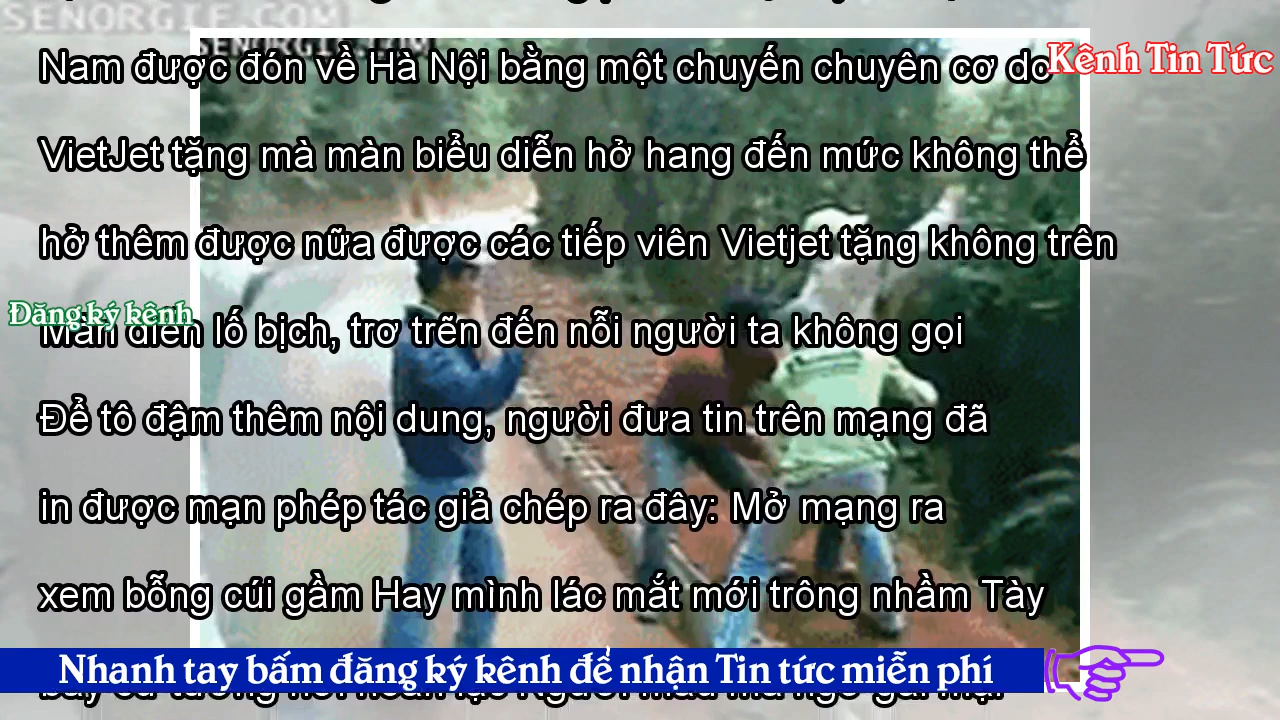 SENORGIF.COM
SENORGIF.COM
Nam được đón về Hà Nội bằng một chuyến chuyên cơ do
Kênh Tin Tức
VietJet tặng mà màn biểu diễn hở hang đến mức không thể
hở thêm được nữa được các tiếp viên Vietjet tặng không trên
Đăng ký kênh
Màn diễn lố bịch, trơ trẽn đến nỗi người ta không gọi
Để tô đậm thêm nội dung, người đưa tin trên mạng đã
in được mạn phép tác giả chép ra đây: Mở mạng ra
xem bỗng cúi gầm Hay mình lác mắt mới trông nhầm Tày
Nhanh tay bấm đăng ký kênh để nhận Tin tức miễn phí